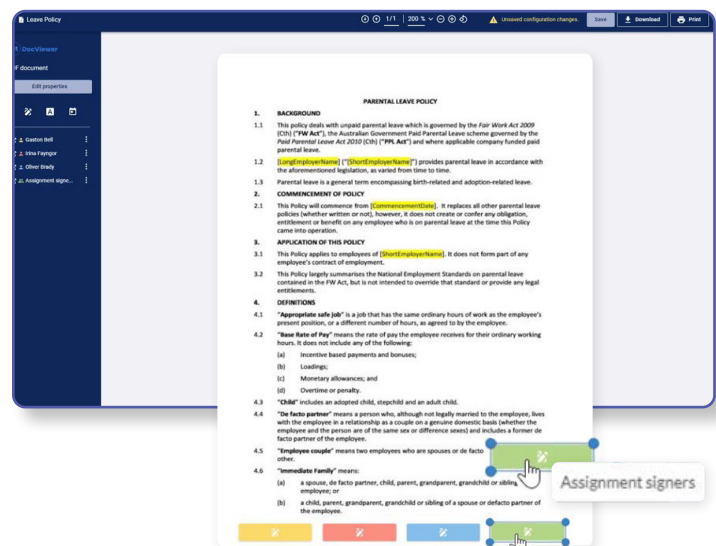 Leave Policy
1/1
200 %
Unsaved configuration changes.
Save
Download
Print
DocViewer
F document
Edit properties
A
Gaston Bell
Irina Fayngor
Oliver Brady
Assignment signe...
PARENTAL LEAVE POLICY
1. BACKGROUND
1.1 This policy deals with unpaid parental leave which is governed by the Fair Work Act 2009
(Cth) ("FW Act"), the Australian Government Paid Parental Leave scheme governed by the
Paid Parental Leave Act 2010 (Cth) ("PPL Act") and where applicable company funded paid
parental leave.
1.2 [LongEmployerName] ("[ShortEmployerName]") provides parental leave in accordance with
the aforementioned legislation, as varied from time to time.
1.3 Parental leave is a general term encompassing birth-related and adoption-related leave.
2. COMMENCEMENT OF POLICY
2.1 This Policy will commence from [CommencementDate]. It replaces all other parental leave
policies (whether written or not), however, it does not create or confer any obligation,
entitlement or benefit on any employee who is on parental leave at the time this Policy
came into operation.
3. APPLICATION OF THIS POLICY
3.1 This Policy applies to employees of [ShortEmployerName]. It does not form part of any
employee's contract of employment.
3.2 This Policy largely summarises the National Employment Standards on parental leave
contained in the FW Act, but is not intended to override that standard or provide any legal
entitlements.
4. DEFINITIONS
4.1 "Appropriate safe job" is a job that has the same ordinary hours of work as the employee's
present position, or a different number of hours, as agreed to by the employee.
4.2 "Base Rate of Pay" means the rate of pay the employee receives for their ordinary working
hours. It does not include any of the following:
(a) Incentive based payments and bonuses;
(b) Loadings;
(c) Monetary allowances; and
(d) Overtime or penalty.
4.3 "Child" includes an adopted child, stepchild and an adult child.
4.4 "De facto partner" means a person who, although not legally married to the employee, lives
with the employee in a relationship as a couple on a genuine domestic basis (whether the
employee and the person are of the same sex or difference sexes) and includes a former de
facto partner of the employee.
4.5 "Employee couple" means two employees who are spouses or de facto
other.
4.6 "Immediate Family" means:
(a) a spouse, de facto partner, child, parent, grandparent, grandchild or sibling
employee; or
(b) a child, parent, grandparent, grandchild or sibling of a spouse or defacto partner of
the employee.
Assignment signers